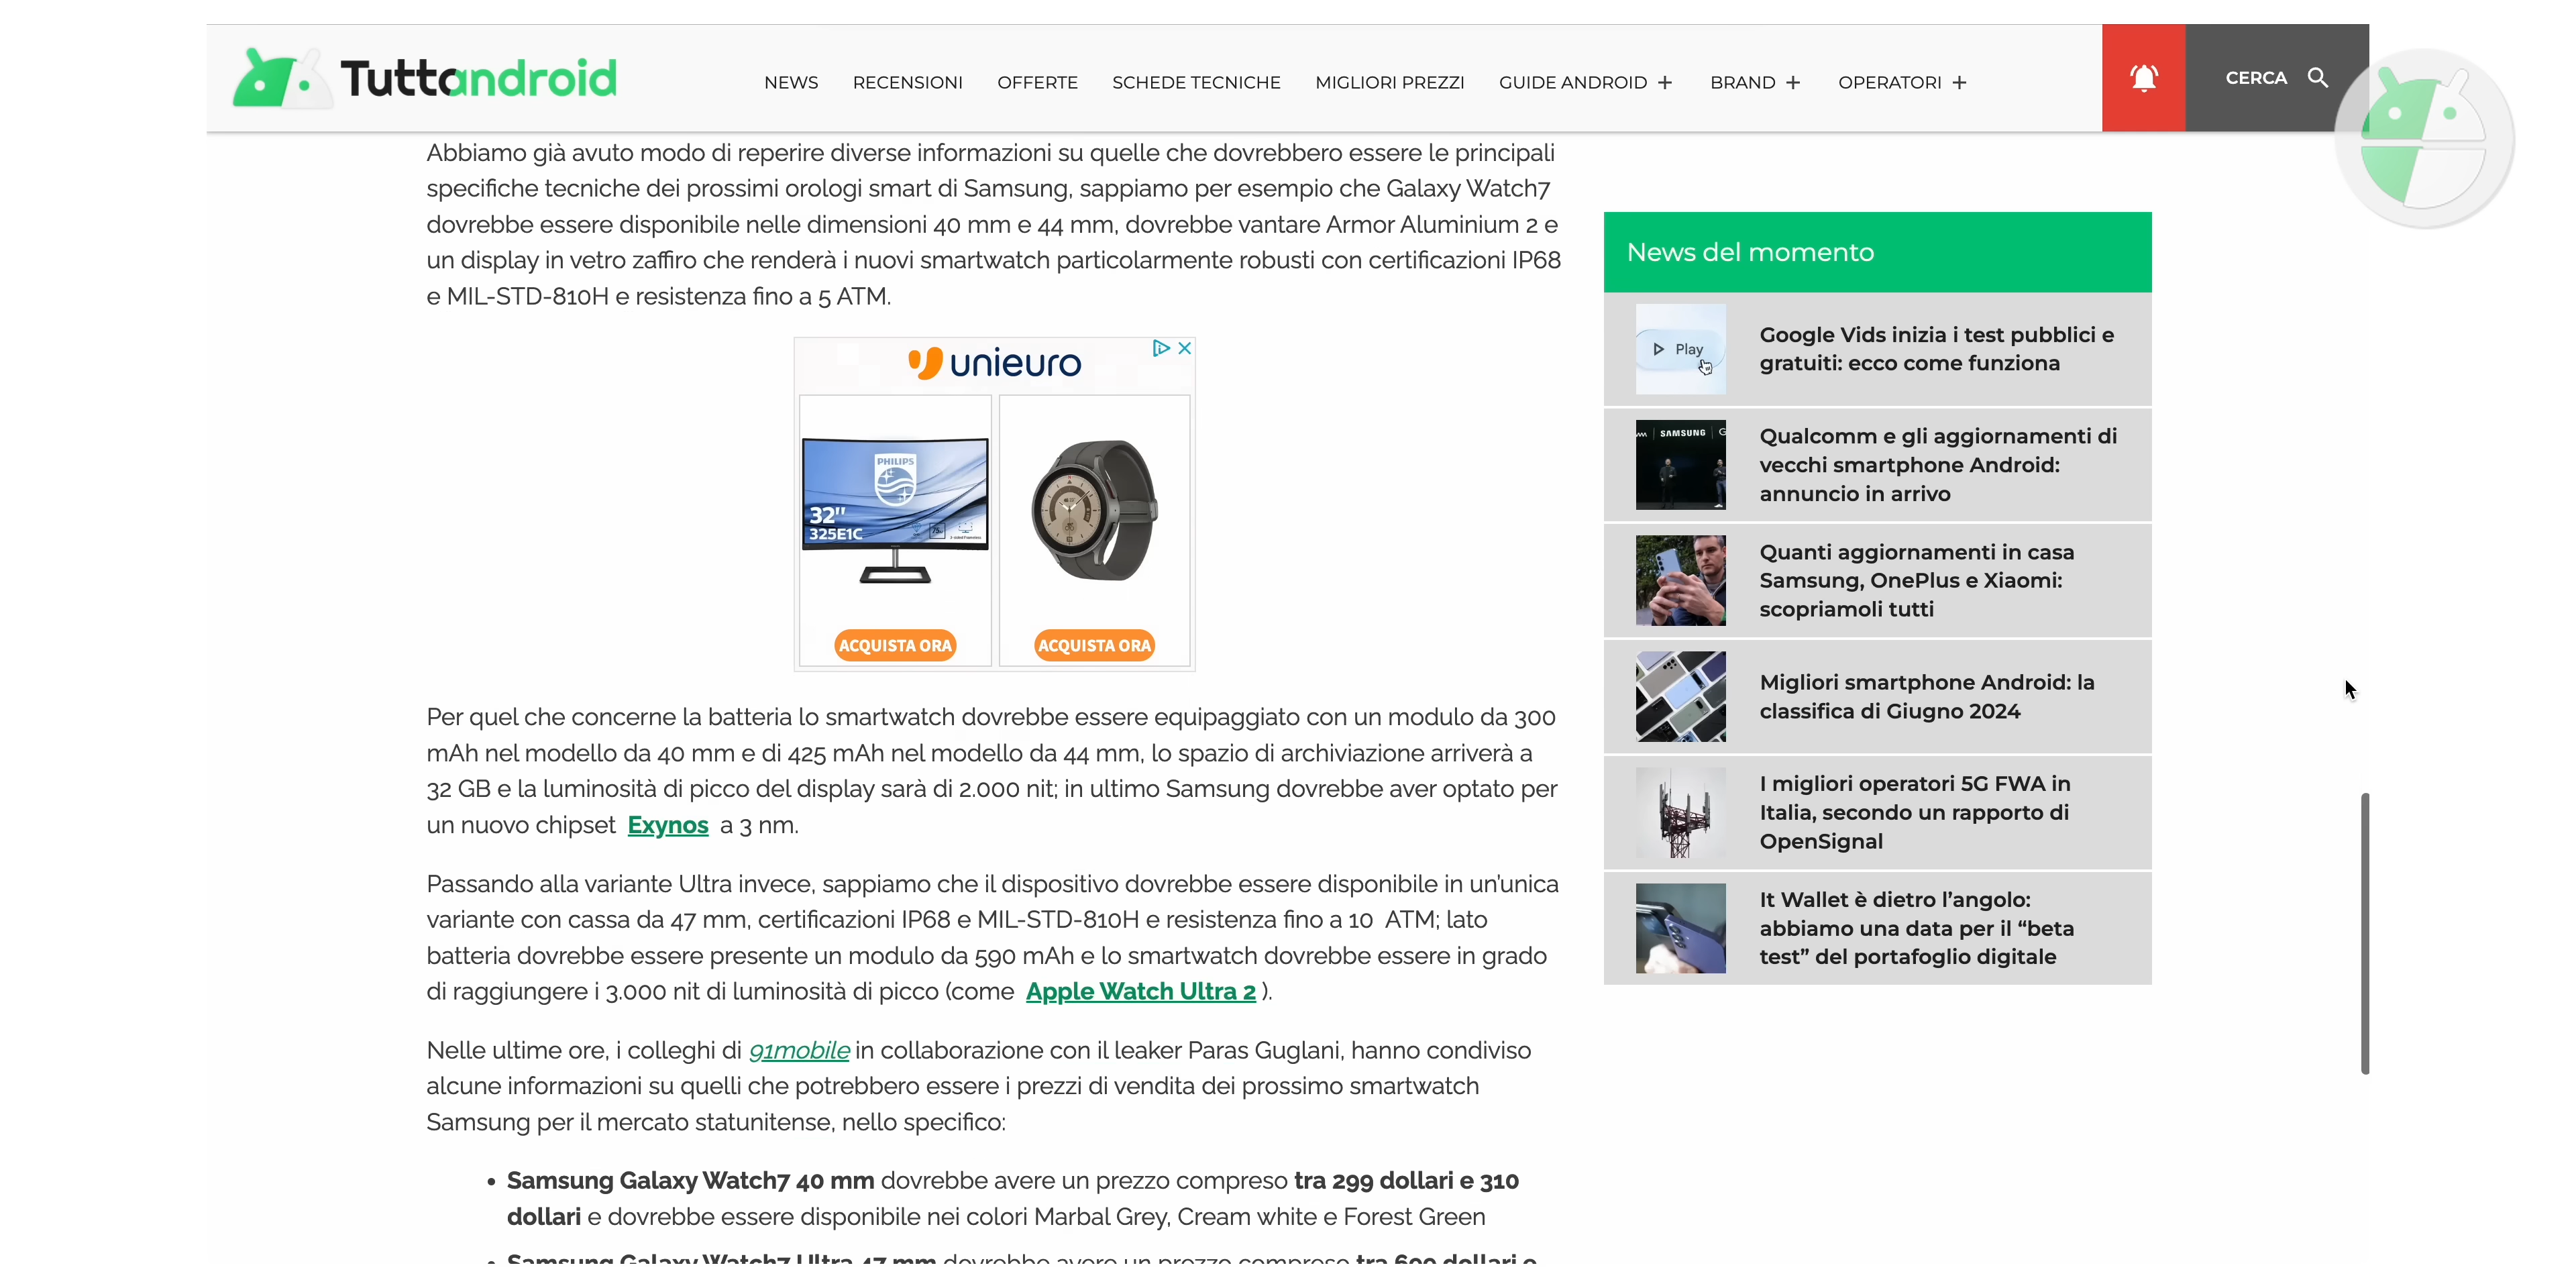 Tuttoandroid
NEWS RECENSIONI OFFERTE SCHEDE TECNICHE MIGLIORI PREZZI GUIDE ANDROID + BRAND + OPERATORI +
CERCA
Abbiamo già avuto modo di reperire diverse informazioni su quelle che dovrebbero essere le principali
specifiche tecniche dei prossimi orologi smart di Samsung, sappiamo per esempio che Galaxy Watch7
dovrebbe essere disponibile nelle dimensioni 40 mm e 44 mm, dovrebbe vantare Armor Aluminium 2 e
un display in vetro zaffiro che renderà i nuovi smartwatch particolarmente robusti con certificazioni IP68
e MIL-STD-810H e resistenza fino a 5 ATM.
unieuro
PHILIPS
32"
325E1C
ACQUISTA ORA
ACQUISTA ORA
Per quel che concerne la batteria lo smartwatch dovrebbe essere equipaggiato con un modulo da 300
mAh nel modello da 40 mm e di 425 mAh nel modello da 44 mm, lo spazio di archiviazione arriverà a
32 GB e la luminosità di picco del display sarà di 2.000 nit; in ultimo Samsung dovrebbe aver optato per
un nuovo chipset Exynos a 3 nm.
Passando alla variante Ultra invece, sappiamo che il dispositivo dovrebbe essere disponibile in un'unica
variante con cassa da 47 mm, certificazioni IP68 e MIL-STD-810H e resistenza fino a 10 ATM; lato
batteria dovrebbe essere presente un modulo da 590 mAh e lo smartwatch dovrebbe essere in grado
di raggiungere i 3.000 nit di luminosità di picco (come Apple Watch Ultra 2 ).
Nelle ultime ore, i colleghi di 91mobile in collaborazione con il leaker Paras Guglani, hanno condiviso
alcune informazioni su quelli che potrebbero essere i prezzi di vendita dei prossimo smartwatch
Samsung per il mercato statunitense, nello specifico:
• Samsung Galaxy Watch7 40 mm dovrebbe avere un prezzo compreso tra 299 dollari e 310
dollari e dovrebbe essere disponibile nei colori Marbal Grey, Cream white e Forest Green
• Samsung Galaxy Watch7 Ultra 47 mm dovrebbe avere un prezzo compreso tra 699 dollari e
News del momento
Play
Google Vids inizia i test pubblici e
gratuiti: ecco come funziona
SAMSUNG
Qualcomm e gli aggiornamenti di
vecchi smartphone Android:
annuncio in arrivo
Quanti aggiornamenti in casa
Samsung, OnePlus e Xiaomi:
scopriamoli tutti
Migliori smartphone Android: la
classifica di Giugno 2024
I migliori operatori 5G FWA in
Italia, secondo un rapporto di
OpenSignal
It Wallet è dietro l’angolo:
abbiamo una data per il “beta
test” del portafoglio digitale